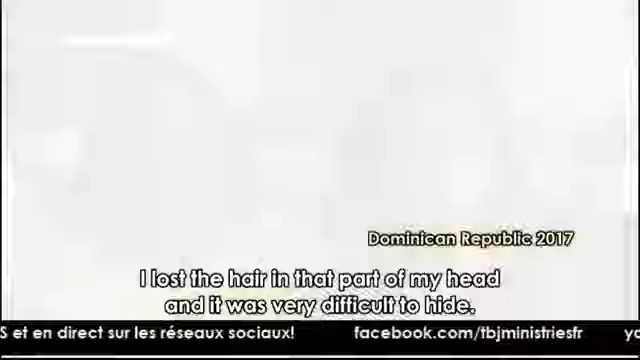 Dominican Republic 2017
I lost the hair in that part of my head
and it was very difficult to hide.
S et en direct sur les réseaux sociaux! facebook.com/tbjministriesfr yo